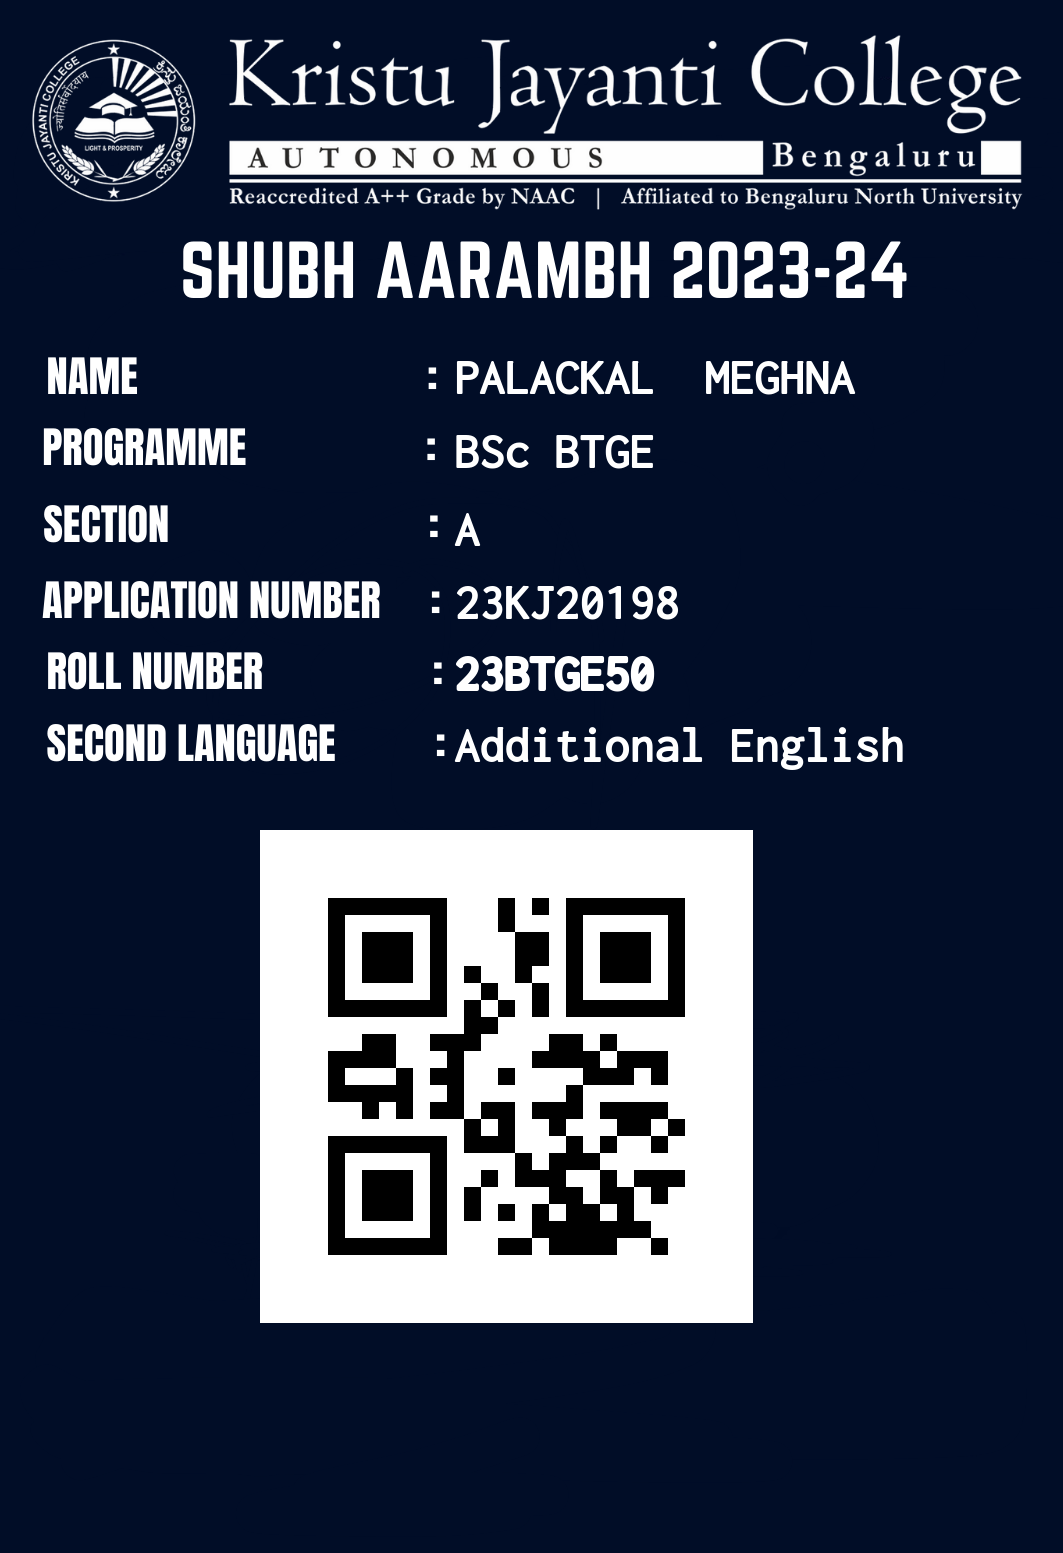 Kristu Jayanti College
AUTONOMOUS Bengaluru
Reaccredited A++ Grade by NAAC | Affiliated to Bengaluru North University
KRISTU JAYANTI COLLEGE
LIGHT & PROSPERITY
SHUBH AARAMBH 2023-24
NAME : PALACKAL MEGHNA
PROGRAMME : BSc BTGE
SECTION : A
APPLICATION NUMBER : 23KJ20198
ROLL NUMBER : 23BTGE50
SECOND LANGUAGE : Additional English